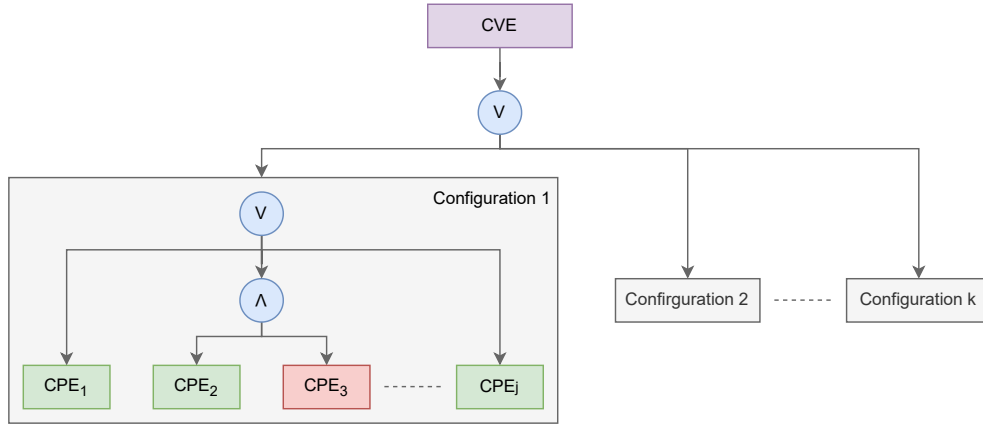 CVE
V
Configuration 1
V
Λ
Confirguration 2
Configuration k
CPE₁
CPE₂
CPE₃
CPEⱼ